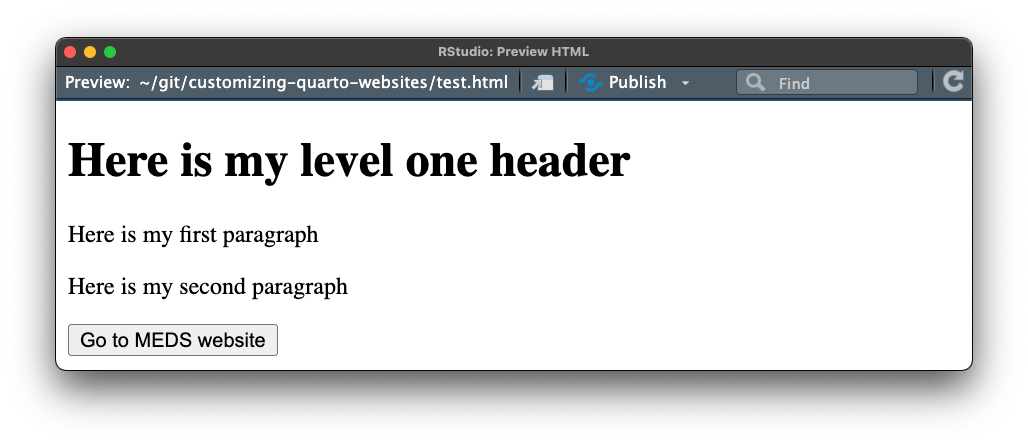 RStudio: Preview HTML
Preview: ~/git/customizing-quarto-websites/test.html Publish Find
Here is my level one header
Here is my first paragraph
Here is my second paragraph
Go to MEDS website